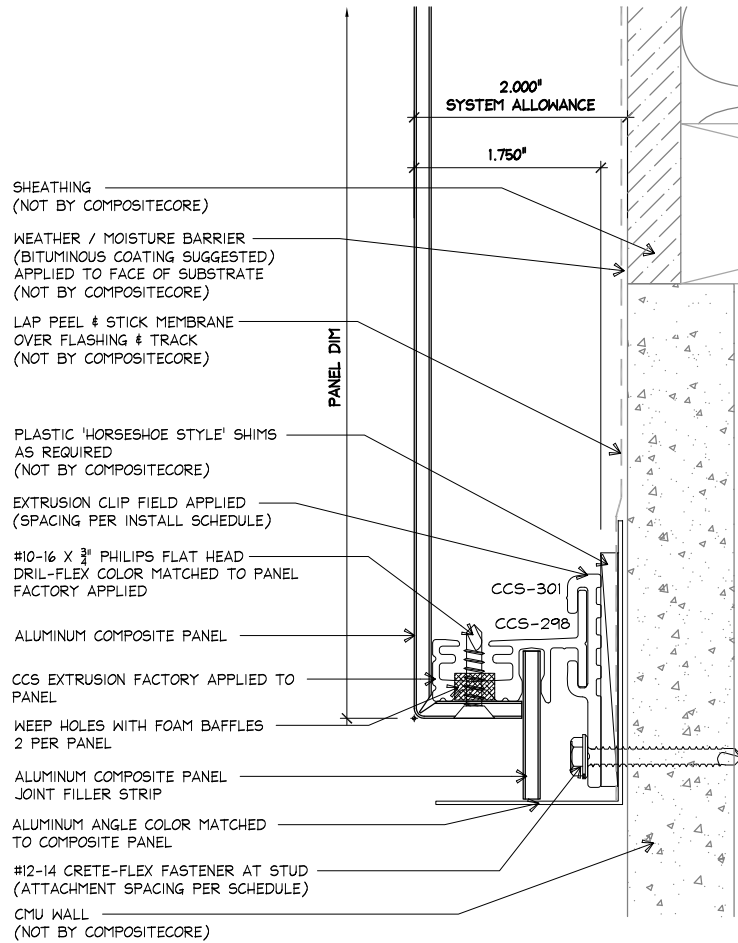 2.000"
SYSTEM ALLOWANCE
1.750"
SHEATHING
(NOT BY COMPOSITECORE)
WEATHER / MOISTURE BARRIER
(BITUMINOUS COATING SUGGESTED)
APPLIED TO FACE OF SUBSTRATE
(NOT BY COMPOSITECORE)
LAP PEEL & STICK MEMBRANE
OVER FLASHING & TRACK
(NOT BY COMPOSITECORE)
PANEL DIM
PLASTIC 'HORSESHOE STYLE' SHIMS
AS REQUIRED
(NOT BY COMPOSITECORE)
EXTRUSION CLIP FIELD APPLIED
(SPACING PER INSTALL SCHEDULE)
#10-16 X 3/4" PHILIPS FLAT HEAD
DRIL-FLEX COLOR MATCHED TO PANEL
FACTORY APPLIED
CCS-301
CCS-298
ALUMINUM COMPOSITE PANEL
CCS EXTRUSION FACTORY APPLIED TO
PANEL
WEEP HOLES WITH FOAM BAFFLES
2 PER PANEL
ALUMINUM COMPOSITE PANEL
JOINT FILLER STRIP
ALUMINUM ANGLE COLOR MATCHED
TO COMPOSITE PANEL
#12-14 CRETE-FLEX FASTENER AT STUD
(ATTACHMENT SPACING PER SCHEDULE)
CMU WALL
(NOT BY COMPOSITECORE)